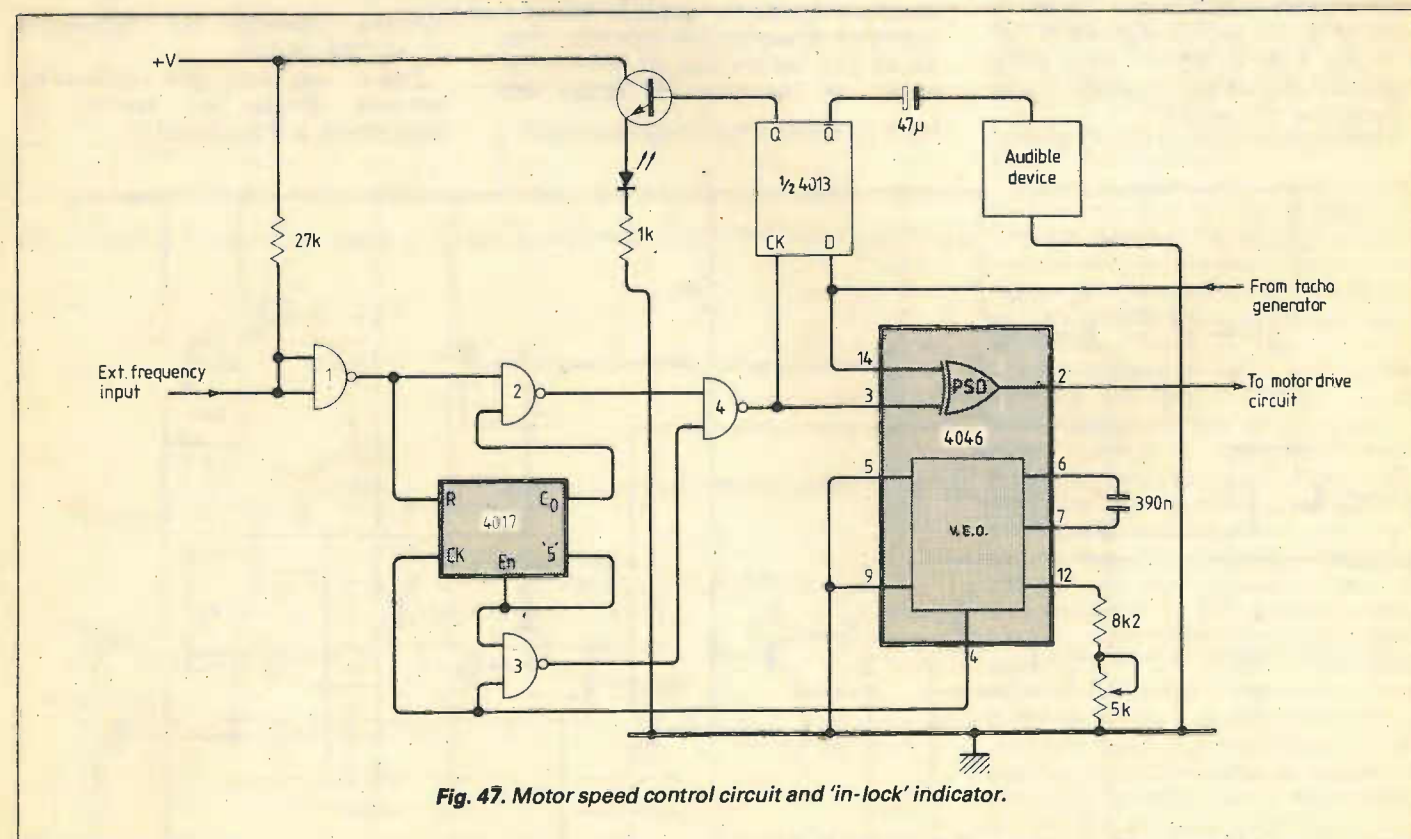 +V
27k
Ext. frequency
input
1
2
3
4
R
C0
4017
CK
En
'5'
1k
Q
Q̅
½ 4013
CK
D
47µ
Audible
device
From tacho
generator
14
3
PSD
2
To motor drive
circuit
4046
5
9
V.E.O.
6
7
390n
12
8k2
5k
4
Fig. 47. Motor speed control circuit and 'in-lock' indicator.